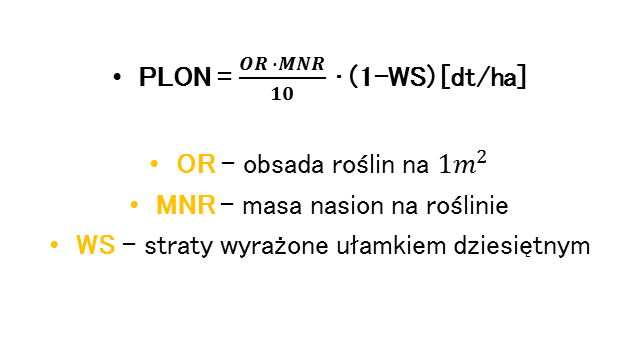 • PLON = OR · MNR / 10 · (1–WS) [dt/ha]
• OR – obsada roślin na 1m²
• MNR – masa nasion na roślinie
• WS – straty wyrażone ułamkiem dziesiętnym